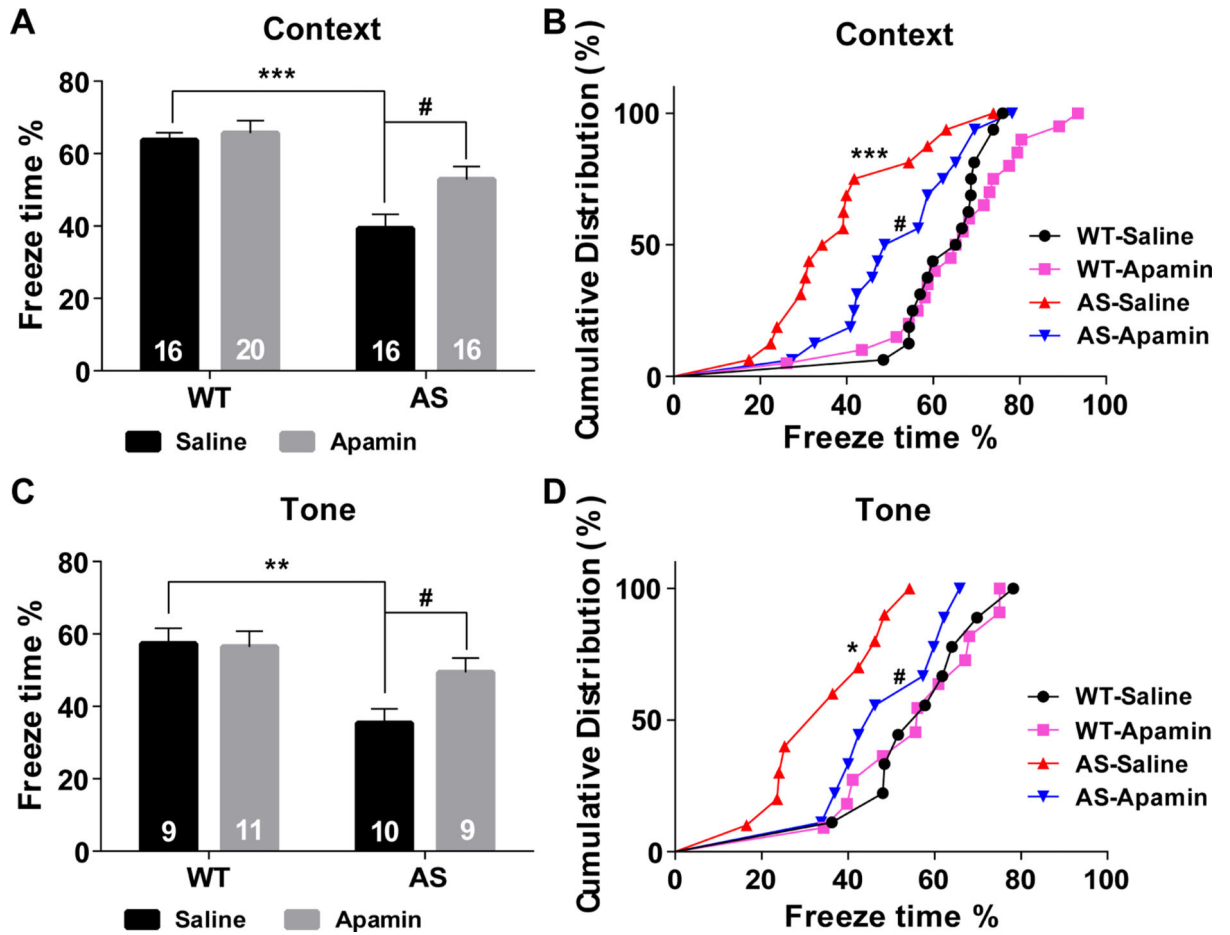 A
Context
Freeze time %
80
60
40
20
0
***
#
16
20
16
16
WT
AS
Saline
Apamin
B
Context
Cumulative Distribution (%)
100
50
0
***
#
WT-Saline
WT-Apamin
AS-Saline
AS-Apamin
0 20 40 60 80 100
Freeze time %
C
Tone
Freeze time %
80
60
40
20
0
**
#
9
11
10
9
WT
AS
Saline
Apamin
D
Tone
Cumulative Distribution (%)
100
50
0
*
#
WT-Saline
WT-Apamin
AS-Saline
AS-Apamin
0 20 40 60 80 100
Freeze time %